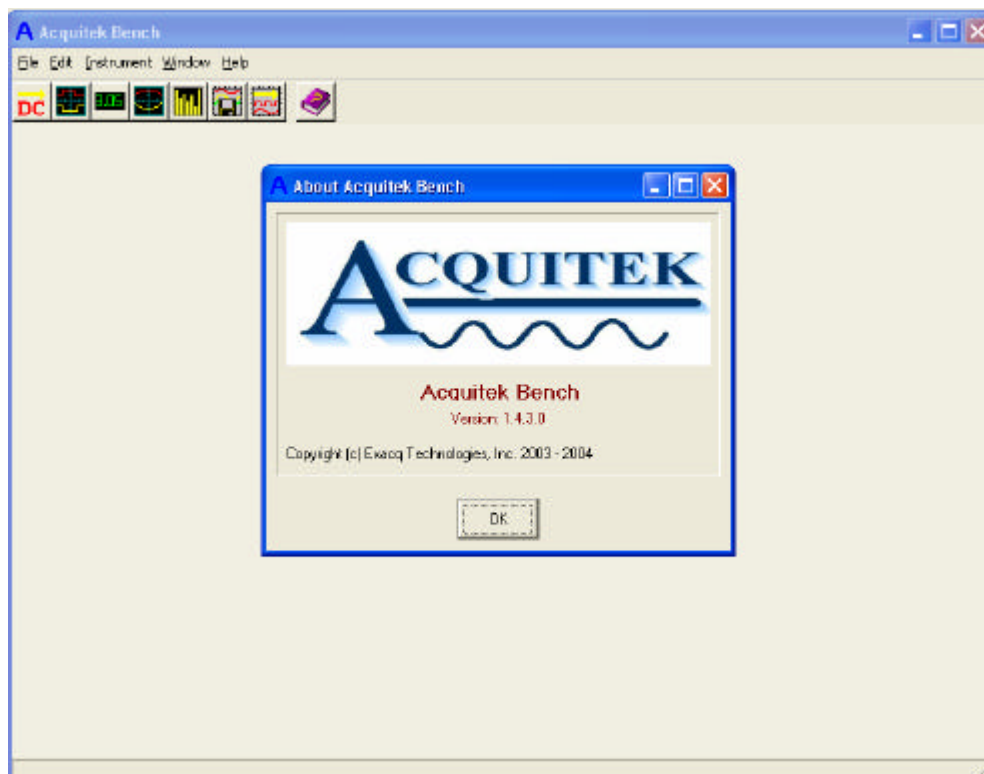 Acquitek Bench
File Edit Instrument Window Help
DC
About Acquitek Bench
ACQUITEK
Acquitek Bench
Version: 1.4.3.0
Copyright (c) Exacq Technologies, Inc. 2003 - 2004
OK